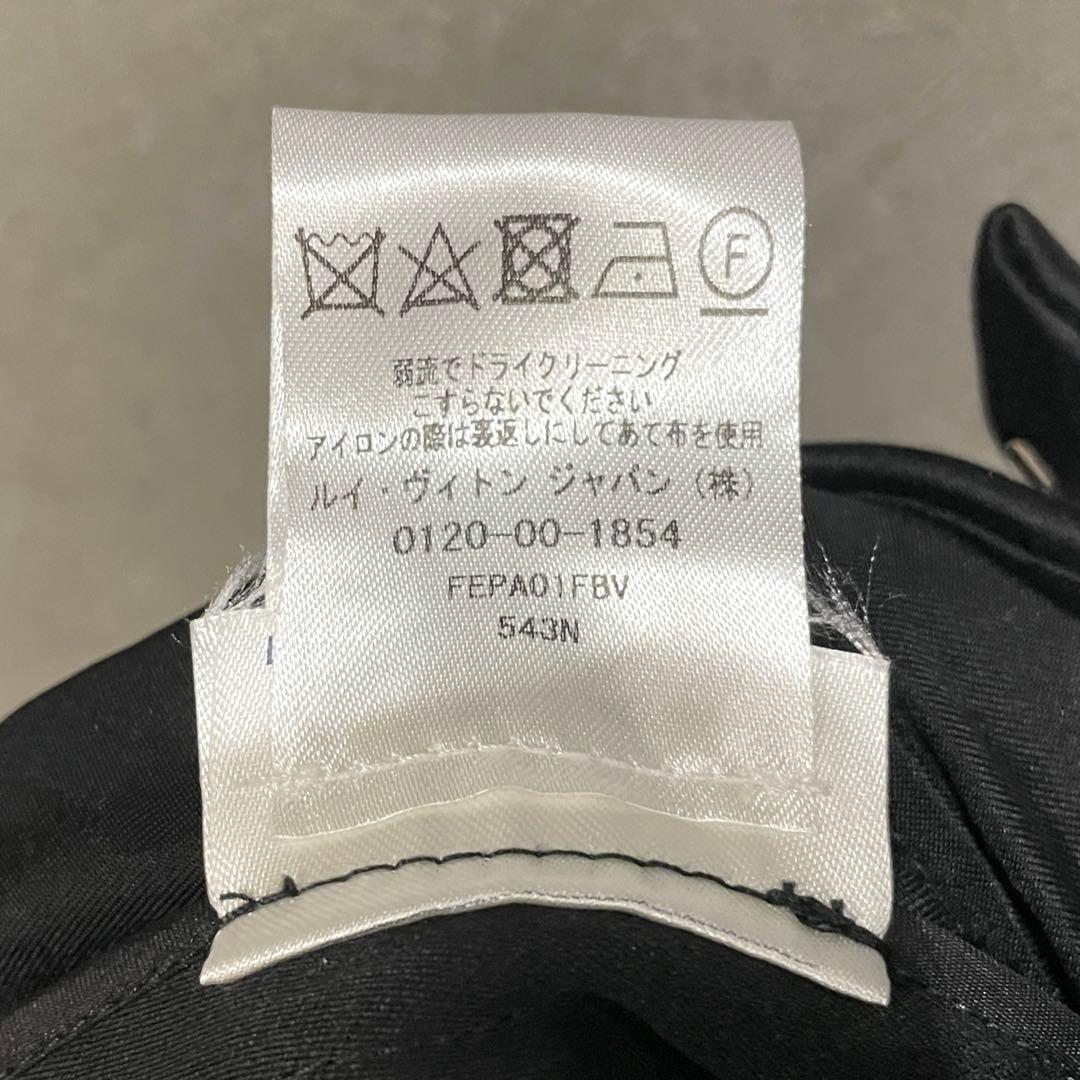 F
弱流でドライクリーニング
こすらないでください
アイロンの際は裏返しにしてあて布を使用
ルイ・ヴィトン ジャパン (株)
0120-00-1854
FEPA01FBV
543N